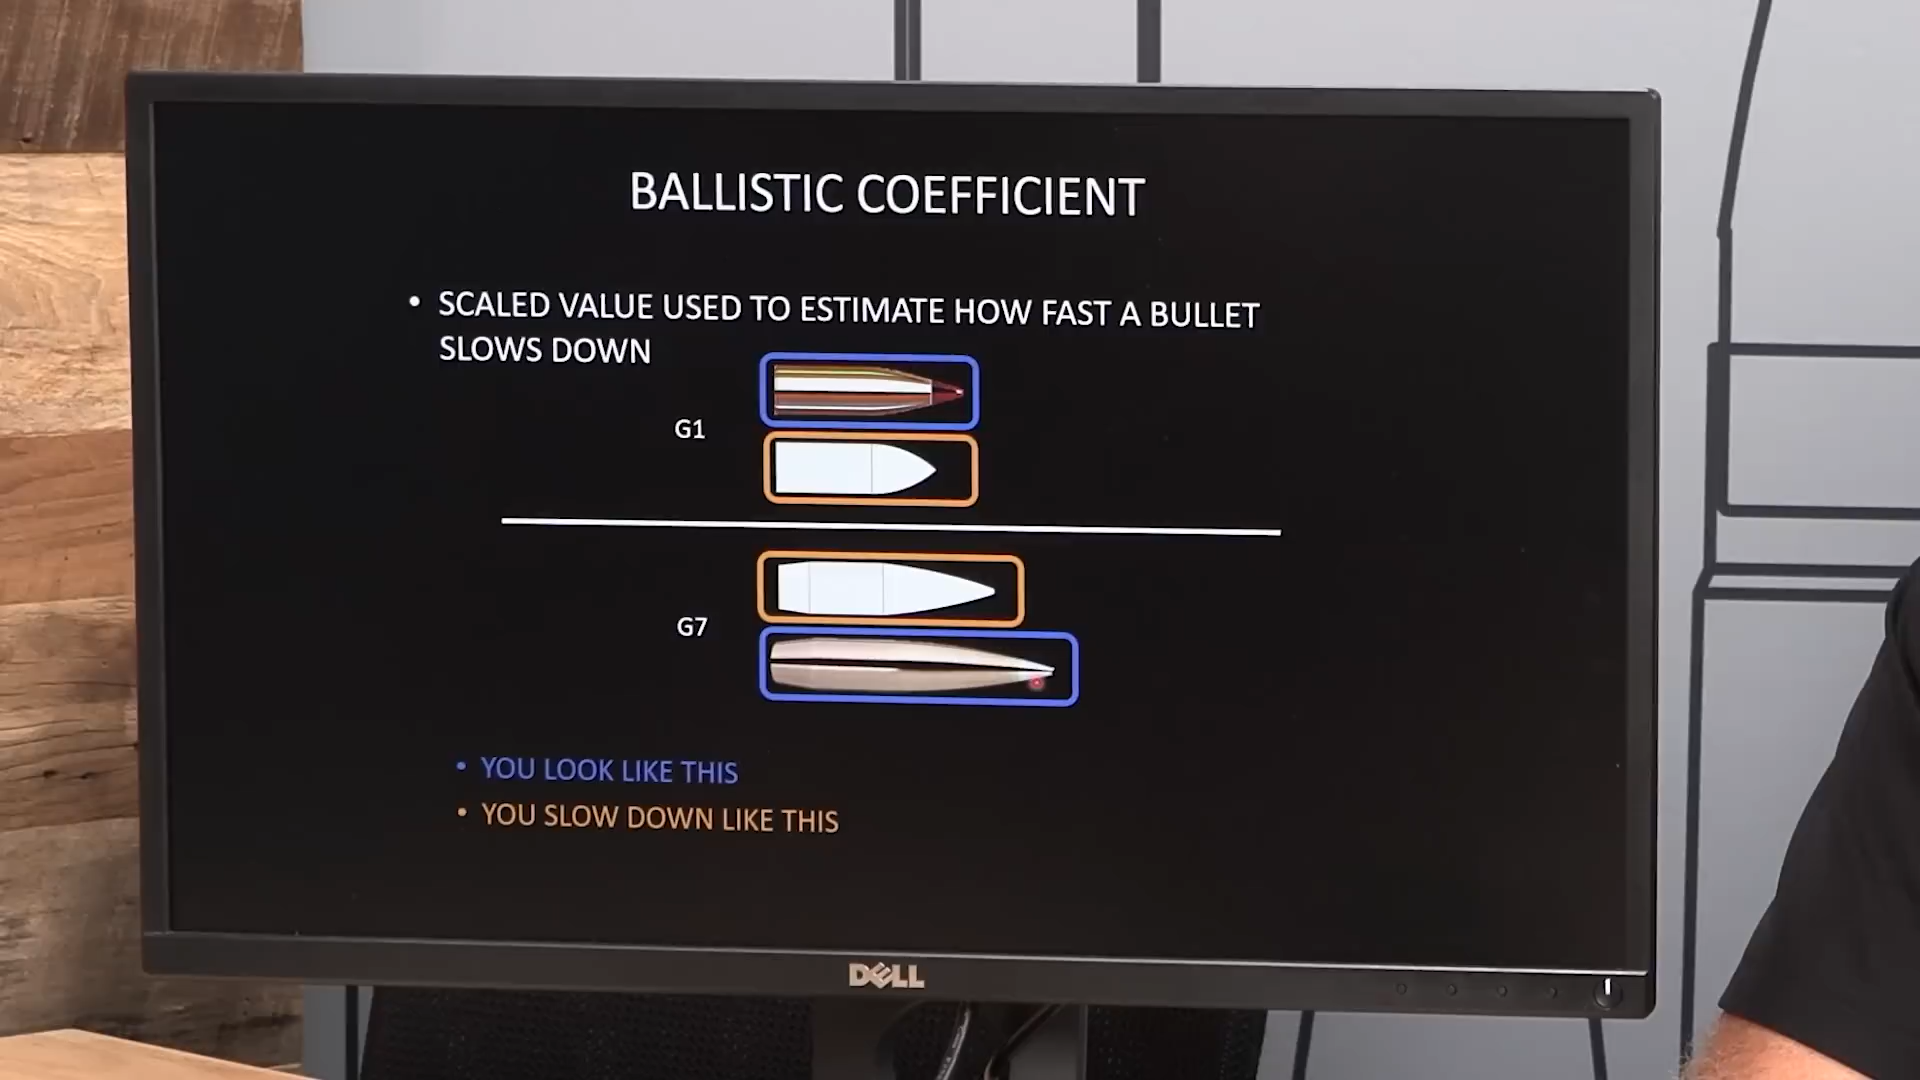 BALLISTIC COEFFICIENT
• SCALED VALUE USED TO ESTIMATE HOW FAST A BULLET
SLOWS DOWN
G1
G7
• YOU LOOK LIKE THIS
• YOU SLOW DOWN LIKE THIS
DELL